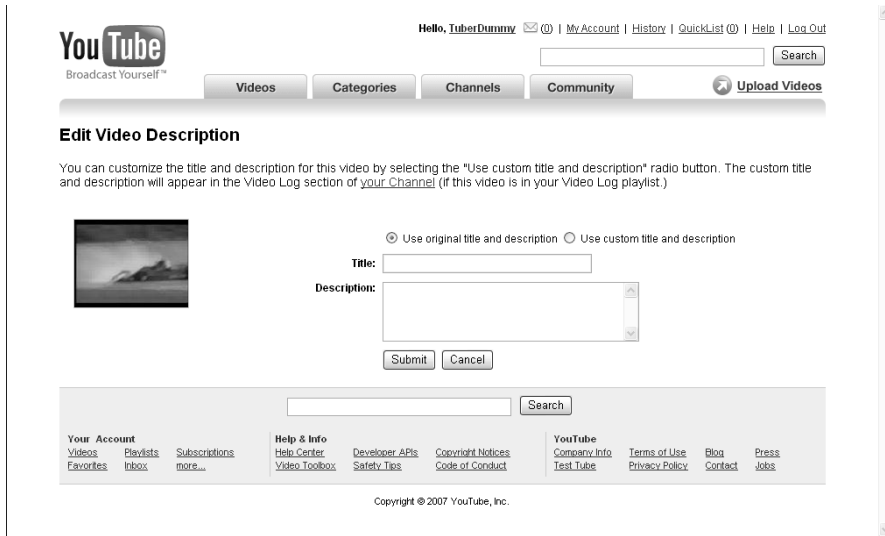 Hello, TuberDummy (0) | My Account | History | QuickList (0) | Help | Log Out
You Tube
Broadcast Yourself™
Search
Videos
Categories
Channels
Community
Upload Videos
Edit Video Description
You can customize the title and description for this video by selecting the "Use custom title and description" radio button. The custom title
and description will appear in the Video Log section of your Channel (if this video is in your Video Log playlist.)
Use original title and description Use custom title and description
Title:
Description:
Submit Cancel
Search
Your Account
Videos Playlists Subscriptions
Favorites Inbox more...
Help & Info
Help Center Developer APIs Copyright Notices
Video Toolbox Safety Tips Code of Conduct
YouTube
Company Info Terms of Use Blog Press
Test Tube Privacy Policy Contact Jobs
Copyright © 2007 YouTube, Inc.